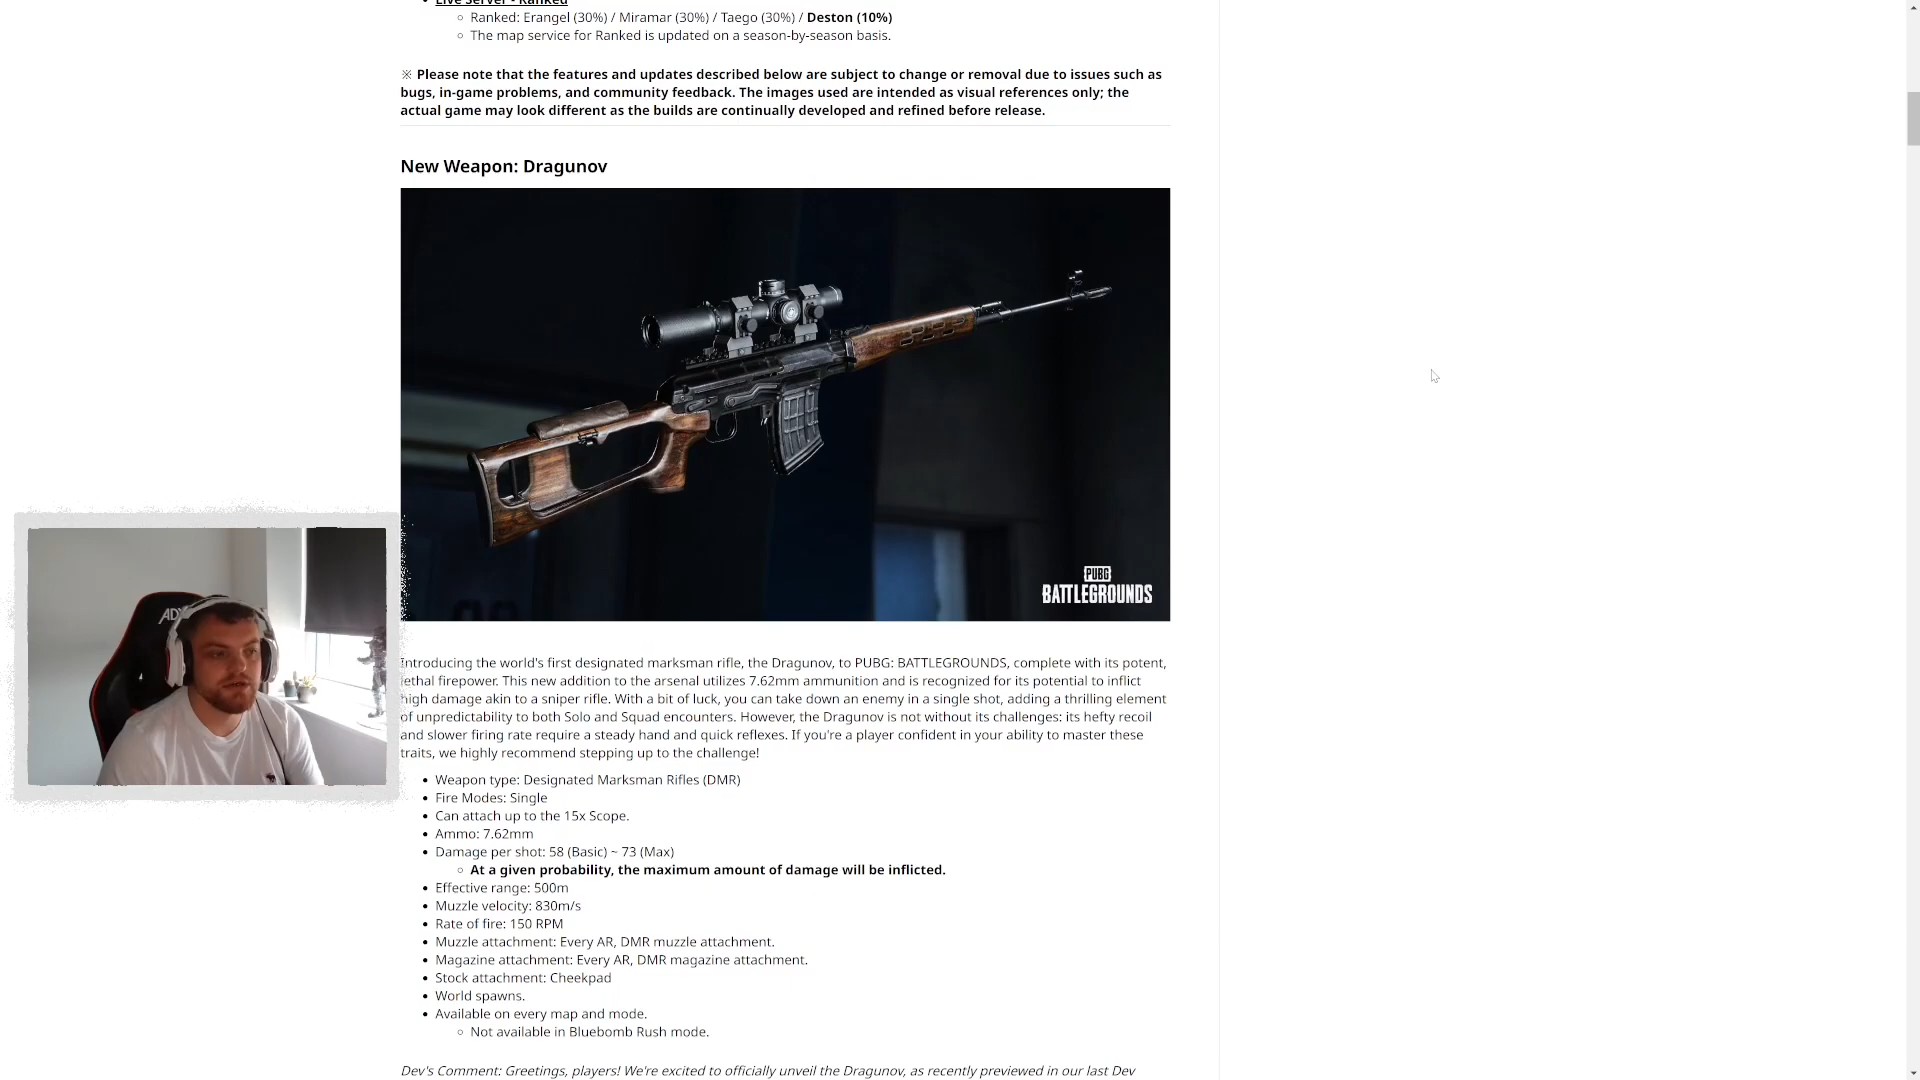 Live Server - Ranked
Ranked: Erangel (30%) / Miramar (30%) / Taego (30%) / Deston (10%)
The map service for Ranked is updated on a season-by-season basis.
※ Please note that the features and updates described below are subject to change or removal due to issues such as
bugs, in-game problems, and community feedback. The images used are intended as visual references only; the
actual game may look different as the builds are continually developed and refined before release.
New Weapon: Dragunov
PUBG
BATTLEGROUNDS
Introducing the world's first designated marksman rifle, the Dragunov, to PUBG: BATTLEGROUNDS, complete with its potent,
lethal firepower. This new addition to the arsenal utilizes 7.62mm ammunition and is recognized for its potential to inflict
high damage akin to a sniper rifle. With a bit of luck, you can take down an enemy in a single shot, adding a thrilling element
of unpredictability to both Solo and Squad encounters. However, the Dragunov is not without its challenges: its hefty recoil
and slower firing rate require a steady hand and quick reflexes. If you're a player confident in your ability to master these
traits, we highly recommend stepping up to the challenge!
Weapon type: Designated Marksman Rifles (DMR)
Fire Modes: Single
Can attach up to the 15x Scope.
Ammo: 7.62mm
Damage per shot: 58 (Basic) ~ 73 (Max)
At a given probability, the maximum amount of damage will be inflicted.
Effective range: 500m
Muzzle velocity: 830m/s
Rate of fire: 150 RPM
Muzzle attachment: Every AR, DMR muzzle attachment.
Magazine attachment: Every AR, DMR magazine attachment.
Stock attachment: Cheekpad
World spawns.
Available on every map and mode.
Not available in Bluebomb Rush mode.
Dev's Comment: Greetings, players! We're excited to officially unveil the Dragunov, as recently previewed in our last Dev